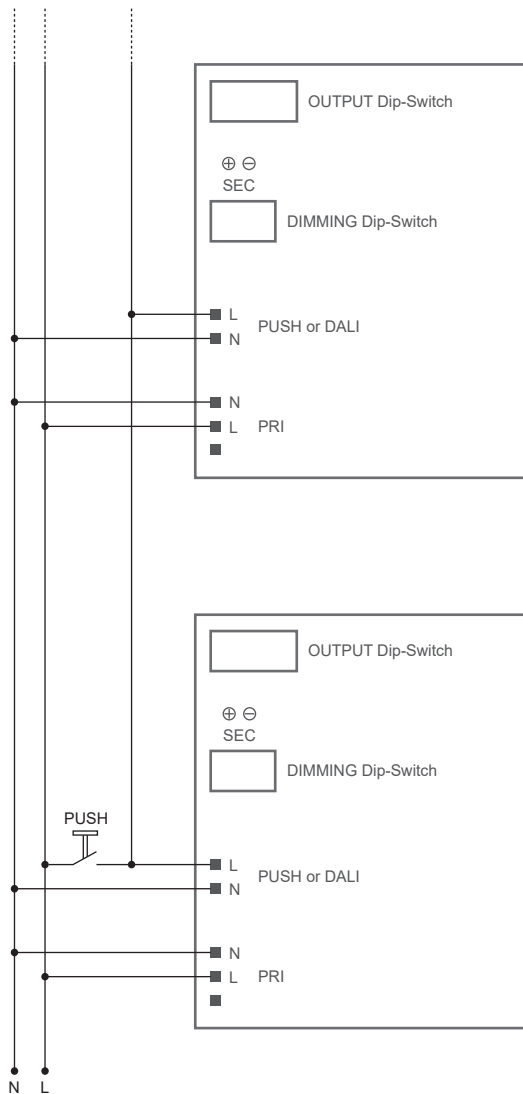 OUTPUT Dip-Switch
⊕ ⊖
SEC
DIMMING Dip-Switch
L
PUSH or DALI
N
N
L PRI
OUTPUT Dip-Switch
⊕ ⊖
SEC
DIMMING Dip-Switch
PUSH
L
PUSH or DALI
N
N
L PRI
N L